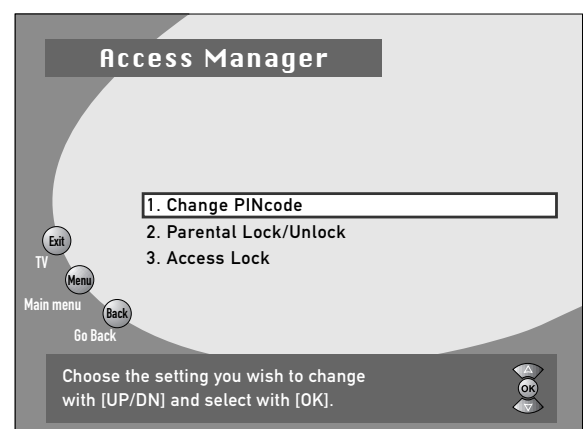 Access Manager
1. Change PINcode
2. Parental Lock/Unlock
3. Access Lock
Exit
TV
Menu
Main menu
Back
Go Back
Choose the setting you wish to change
with [UP/DN] and select with [OK].
OK